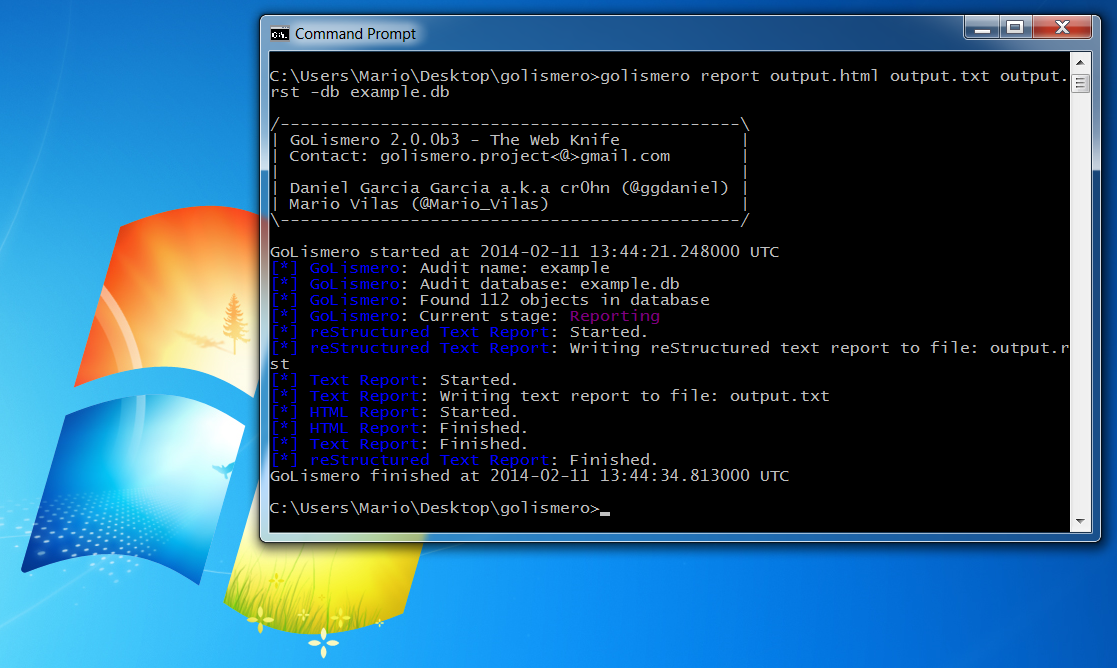 Command Prompt
C:\Users\Mario\Desktop\golismero>golismero report output.html output.txt output.
rst -db example.db
/----------------------------------------------\
| GoLismero 2.0.0b3 - The Web Knife            |
| Contact: golismero.project<@>gmail.com       |
|                                              |
| Daniel Garcia Garcia a.k.a cr0hn (@ggdaniel) |
| Mario Vilas (@Mario_Vilas)                   |
\----------------------------------------------/
GoLismero started at 2014-02-11 13:44:21.248000 UTC
[*] GoLismero: Audit name: example
[*] GoLismero: Audit database: example.db
[*] GoLismero: Found 112 objects in database
[*] GoLismero: Current stage: Reporting
[*] reStructured Text Report: Started.
[*] reStructured Text Report: Writing reStructured text report to file: output.r
st
[*] Text Report: Started.
[*] Text Report: Writing text report to file: output.txt
[*] HTML Report: Started.
[*] HTML Report: Finished.
[*] Text Report: Finished.
[*] reStructured Text Report: Finished.
GoLismero finished at 2014-02-11 13:44:34.813000 UTC
C:\Users\Mario\Desktop\golismero>_